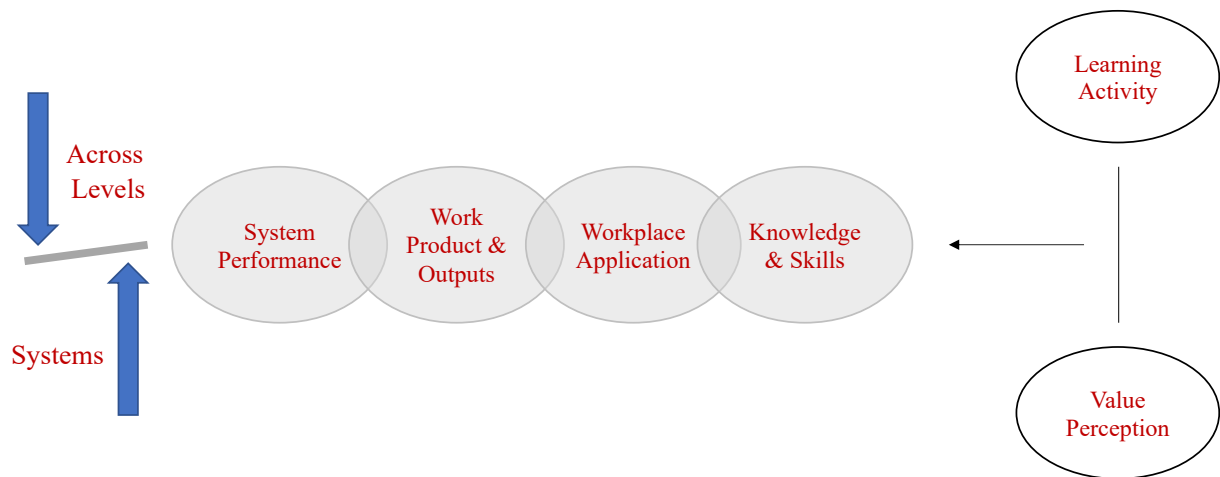 Across
Levels
Systems
System
Performance
Work
Product &
Outputs
Workplace
Application
Knowledge
& Skills
Learning
Activity
Value
Perception